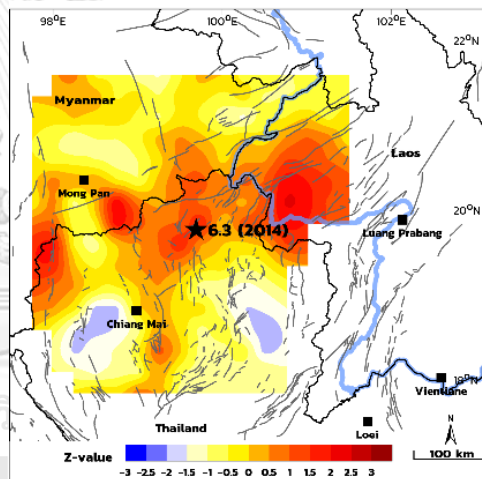 98°E 100°E 102°E
22°N
Myanmar
Laos
Mong Pan
20°N
6.3 (2014)
Luang Prabang
Chiang Mai
18°N
Vientiane
Thailand
Loei
N
Z-value
-3 -2.5 -2 -1.5 -1 -0.5 0 0.5 1 1.5 2 2.5 3
100 km